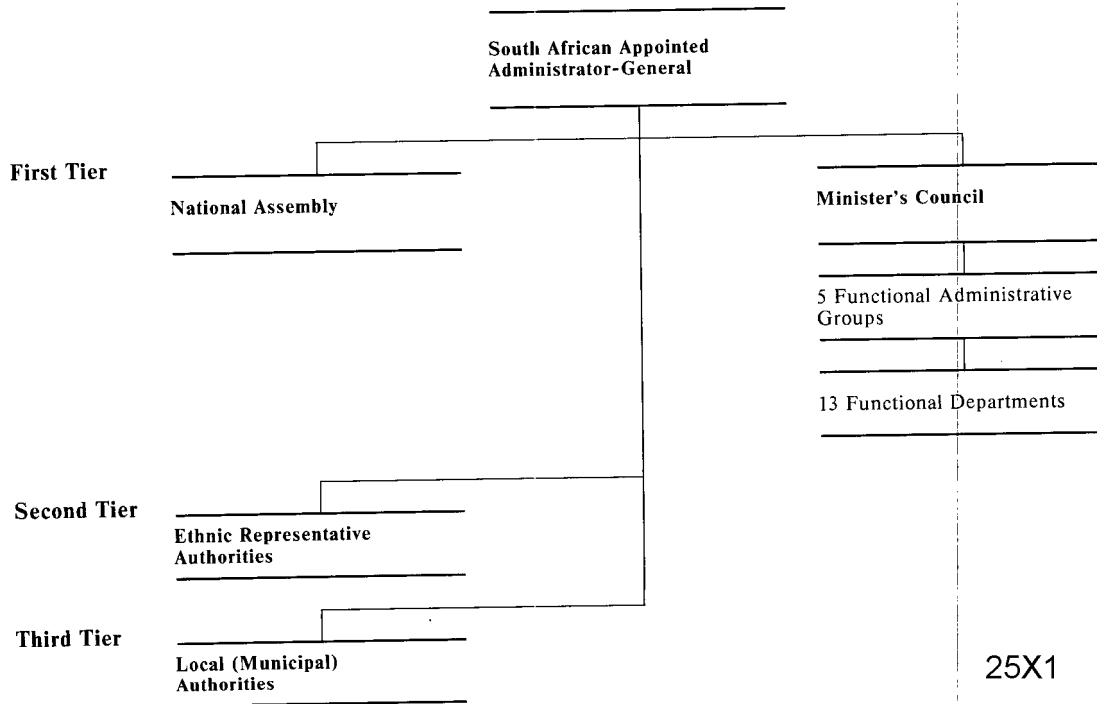 South African Appointed
Administrator-General
First Tier
National Assembly
Minister's Council
5 Functional Administrative
Groups
13 Functional Departments
Second Tier
Ethnic Representative
Authorities
Third Tier
Local (Municipal)
Authorities
25X1